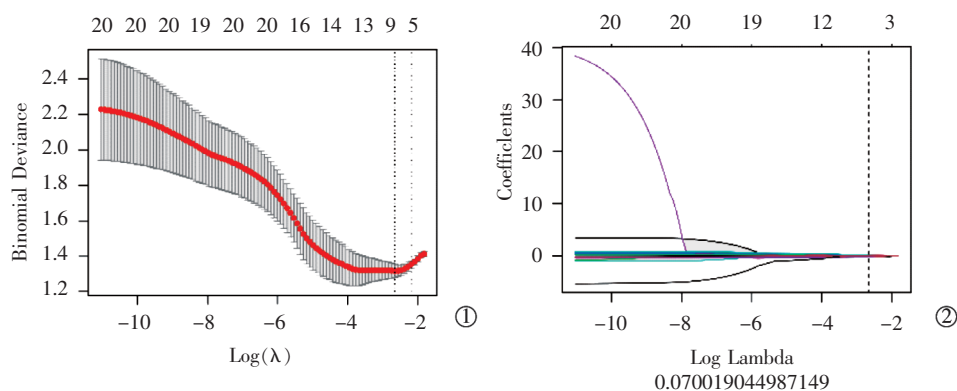 20 20 20 19 20 20 16 14 13 9 5
Binomial Deviance
2.4
2.2
2.0
1.8
1.6
1.4
1.2
-10 -8 -6 -4 -2
Log(λ)
①
20 20 19 12 3
Coefficlents
40
30
20
10
0
-10 -8 -6 -4 -2
Log Lambda
0.070019044987149
②